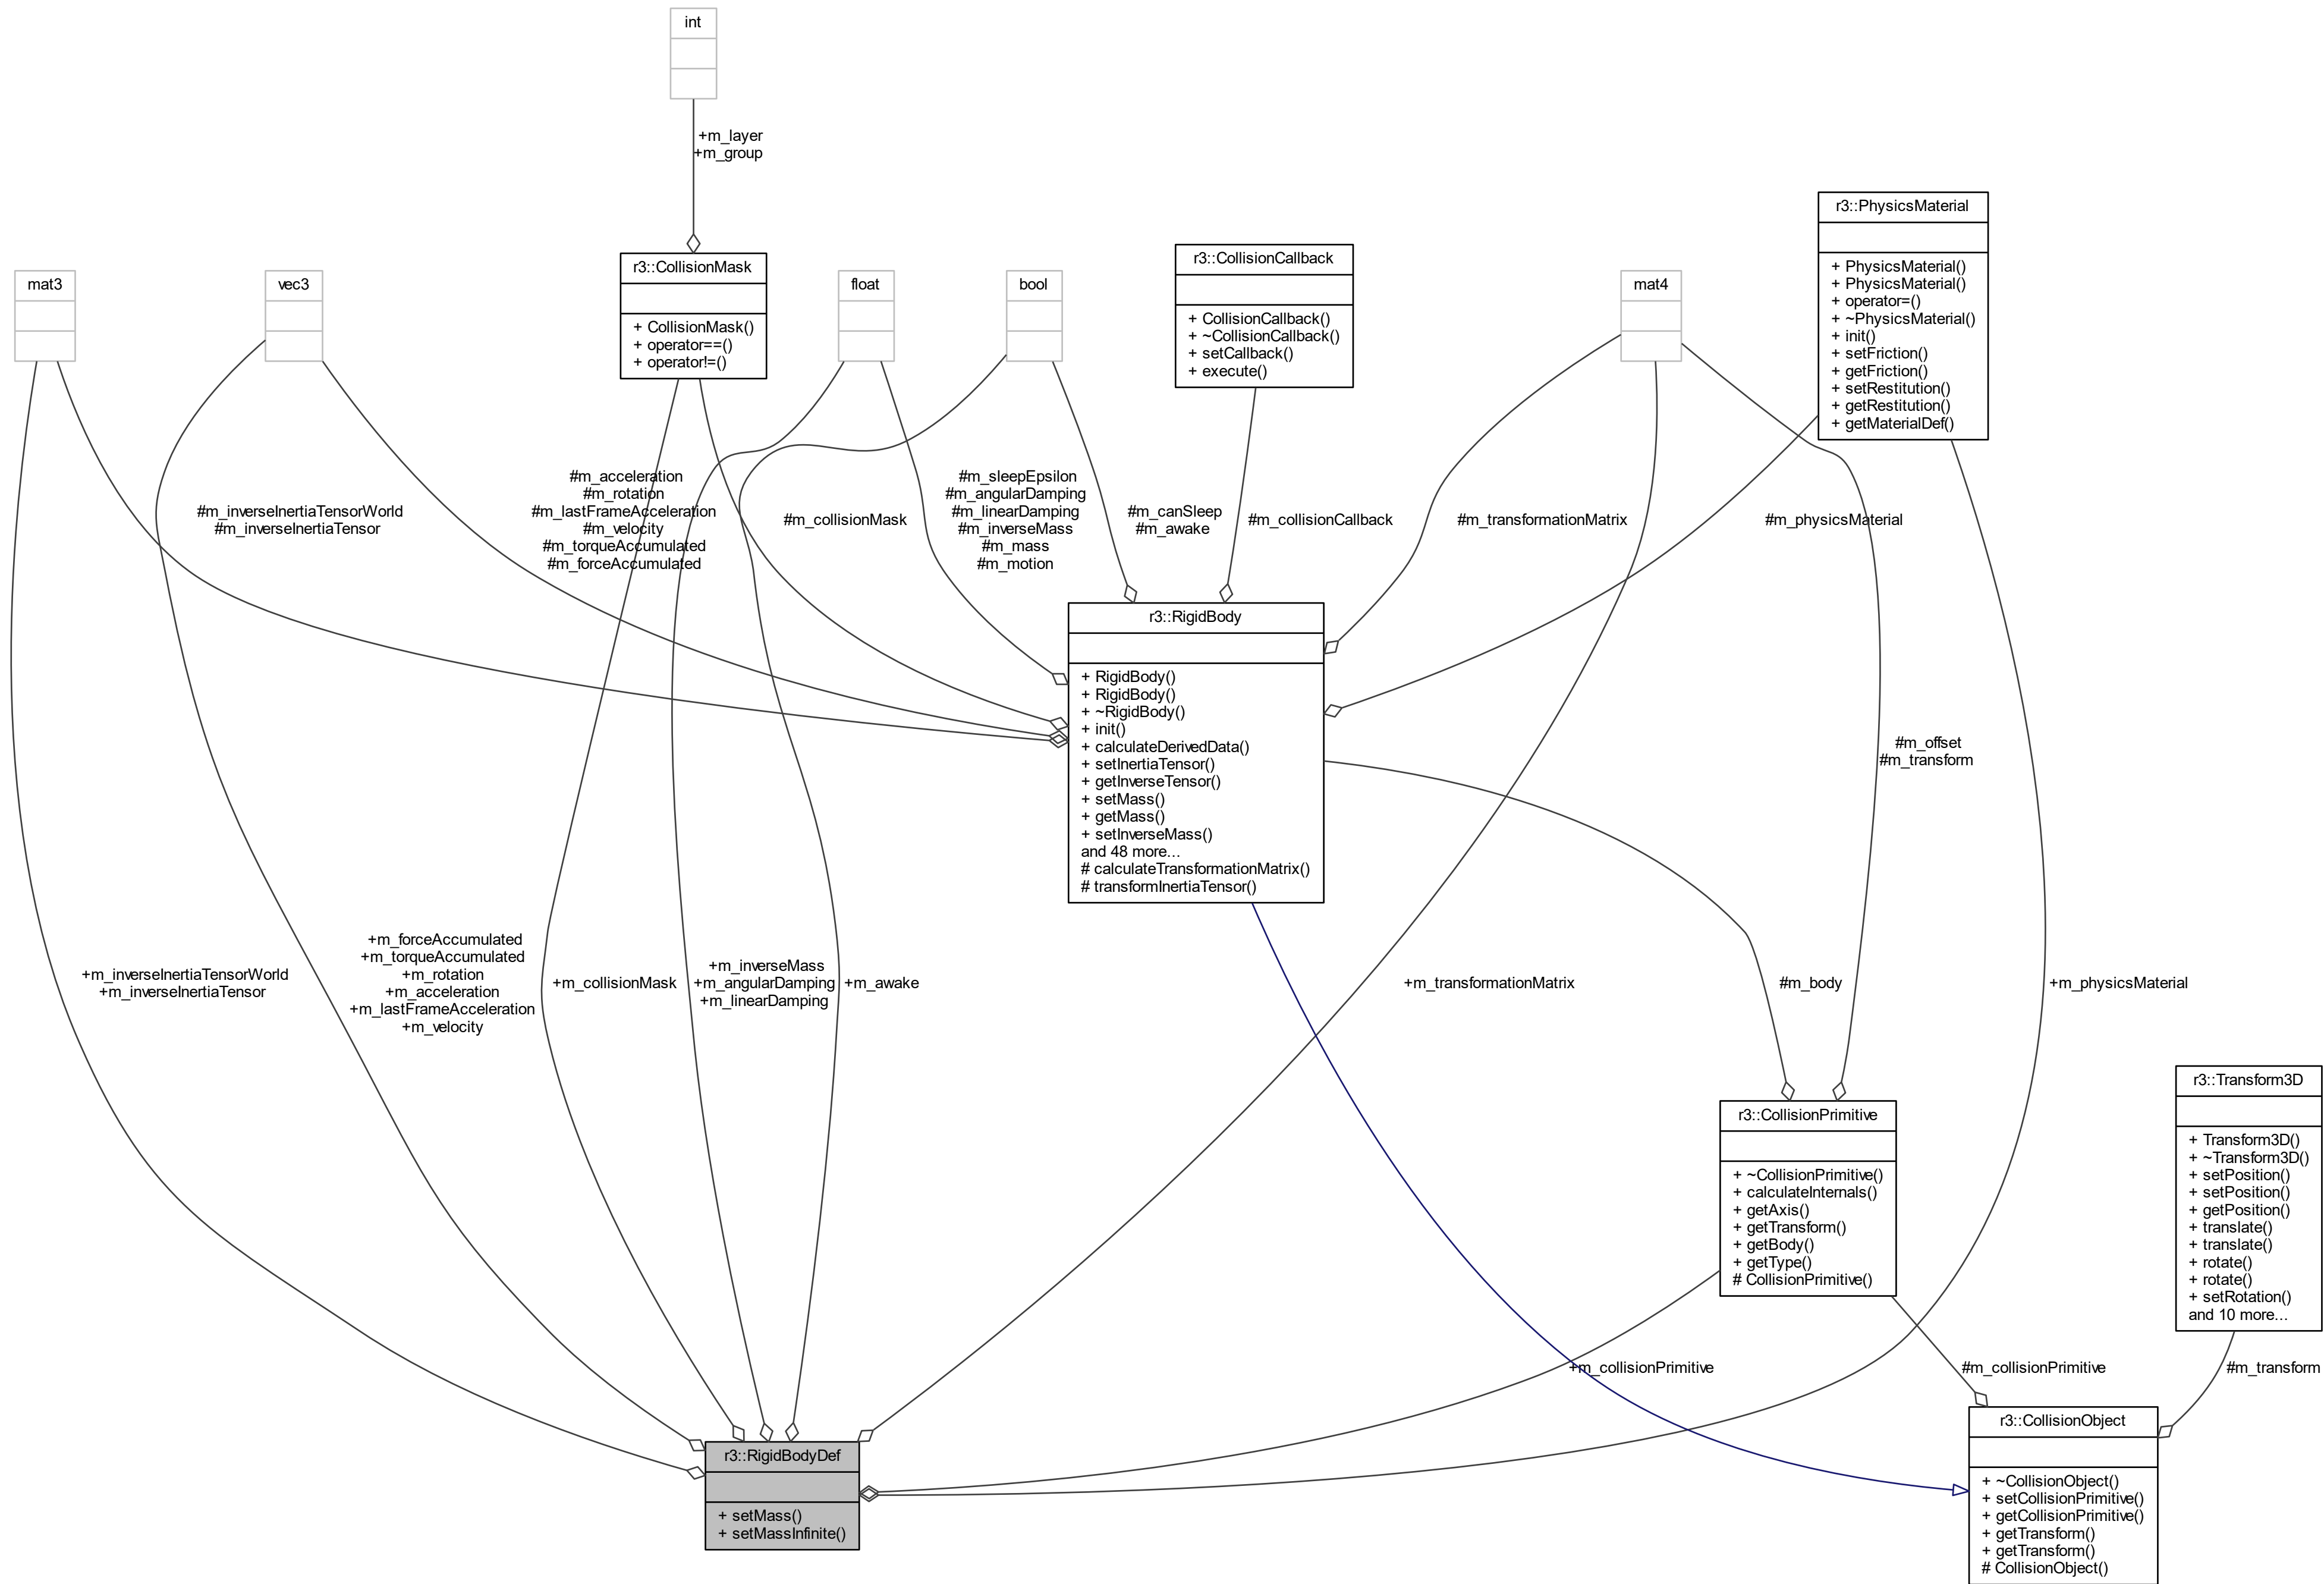 int
+m_layer
+m_group
r3::PhysicsMaterial
+ PhysicsMaterial()
+ PhysicsMaterial()
+ operator=()
+ ~PhysicsMaterial()
+ init()
+ setFriction()
+ getFriction()
+ setRestitution()
+ getRestitution()
+ getMaterialDef()
r3::CollisionMask
+ CollisionMask()
+ operator==()
+ operator!=()
r3::CollisionCallback
+ CollisionCallback()
+ ~CollisionCallback()
+ setCallback()
+ execute()
mat3
vec3
float
bool
mat4
#m_inverseInertiaTensorWorld
#m_inverseInertiaTensor
#m_acceleration
#m_rotation
#m_lastFrameAcceleration
#m_velocity
#m_torqueAccumulated
#m_forceAccumulated
#m_collisionMask
#m_sleepEpsilon
#m_angularDamping
#m_linearDamping
#m_inverseMass
#m_mass
#m_motion
#m_canSleep
#m_awake
#m_collisionCallback
#m_transformationMatrix
#m_physicsMaterial
r3::RigidBody
+ RigidBody()
+ RigidBody()
+ ~RigidBody()
+ init()
+ calculateDerivedData()
+ setInertiaTensor()
+ getInverseTensor()
+ setMass()
+ getMass()
+ setInverseMass()
and 48 more...
# calculateTransformationMatrix()
# transformInertiaTensor()
#m_offset
#m_transform
+m_inverseInertiaTensorWorld
+m_inverseInertiaTensor
+m_forceAccumulated
+m_torqueAccumulated
+m_rotation
+m_acceleration
+m_lastFrameAcceleration
+m_velocity
+m_collisionMask
+m_inverseMass
+m_angularDamping
+m_linearDamping
+m_awake
+m_transformationMatrix
#m_body
+m_physicsMaterial
r3::CollisionPrimitive
+ ~CollisionPrimitive()
+ calculateInternals()
+ getAxis()
+ getTransform()
+ getBody()
+ getType()
# CollisionPrimitive()
r3::Transform3D
+ Transform3D()
+ ~Transform3D()
+ setPosition()
+ setPosition()
+ getPosition()
+ translate()
+ translate()
+ rotate()
+ rotate()
+ setRotation()
and 10 more...
+m_collisionPrimitive
#m_collisionPrimitive
#m_transform
r3::RigidBodyDef
+ setMass()
+ setMassInfinite()
r3::CollisionObject
+ ~CollisionObject()
+ setCollisionPrimitive()
+ getCollisionPrimitive()
+ getTransform()
+ getTransform()
# CollisionObject()